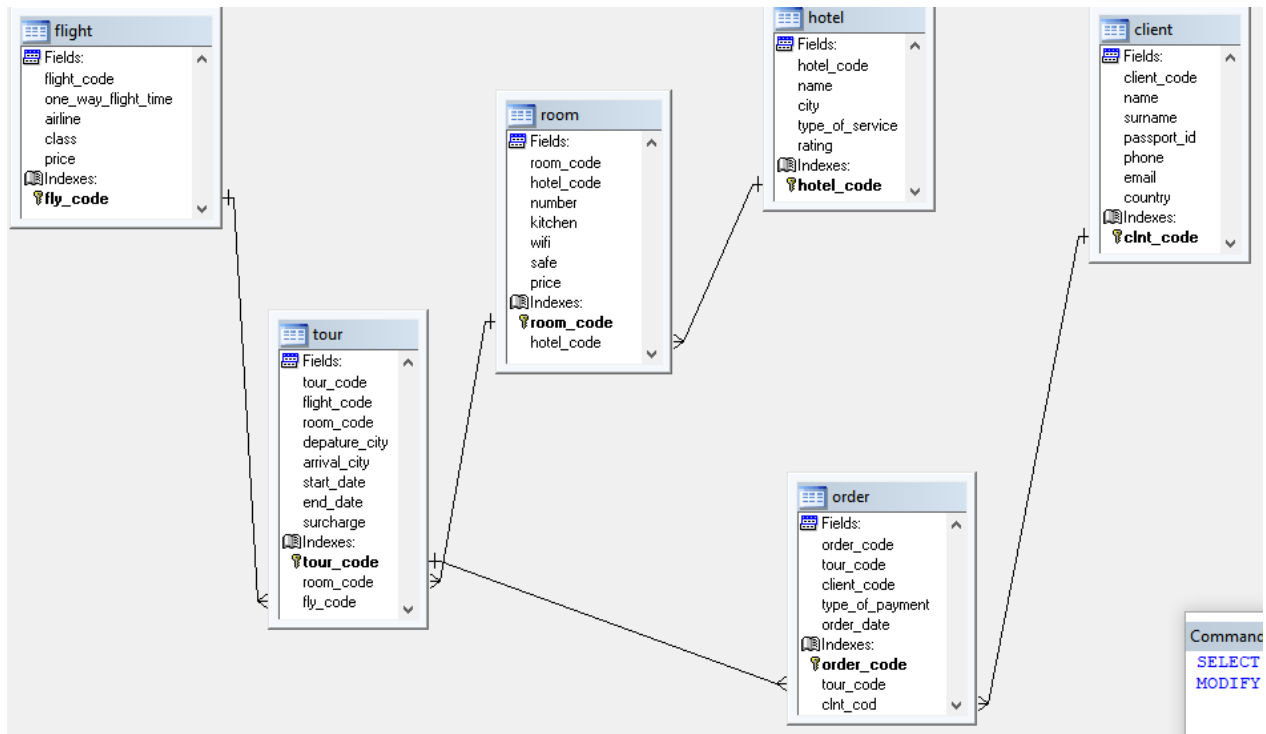 flight
Fields:
flight_code
one_way_flight_time
airline
class
price
Indexes:
fly_code
tour
Fields:
tour_code
flight_code
room_code
depature_city
arrival_city
start_date
end_date
surcharge
Indexes:
tour_code
room_code
fly_code
room
Fields:
room_code
hotel_code
number
kitchen
wifi
safe
price
Indexes:
room_code
hotel_code
hotel
Fields:
hotel_code
name
city
type_of_service
rating
Indexes:
hotel_code
client
Fields:
client_code
name
surname
passport_id
phone
email
country
Indexes:
clnt_code
order
Fields:
order_code
tour_code
client_code
type_of_payment
order_date
Indexes:
order_code
tour_code
clnt_cod
Command
SELECT
MODIFY